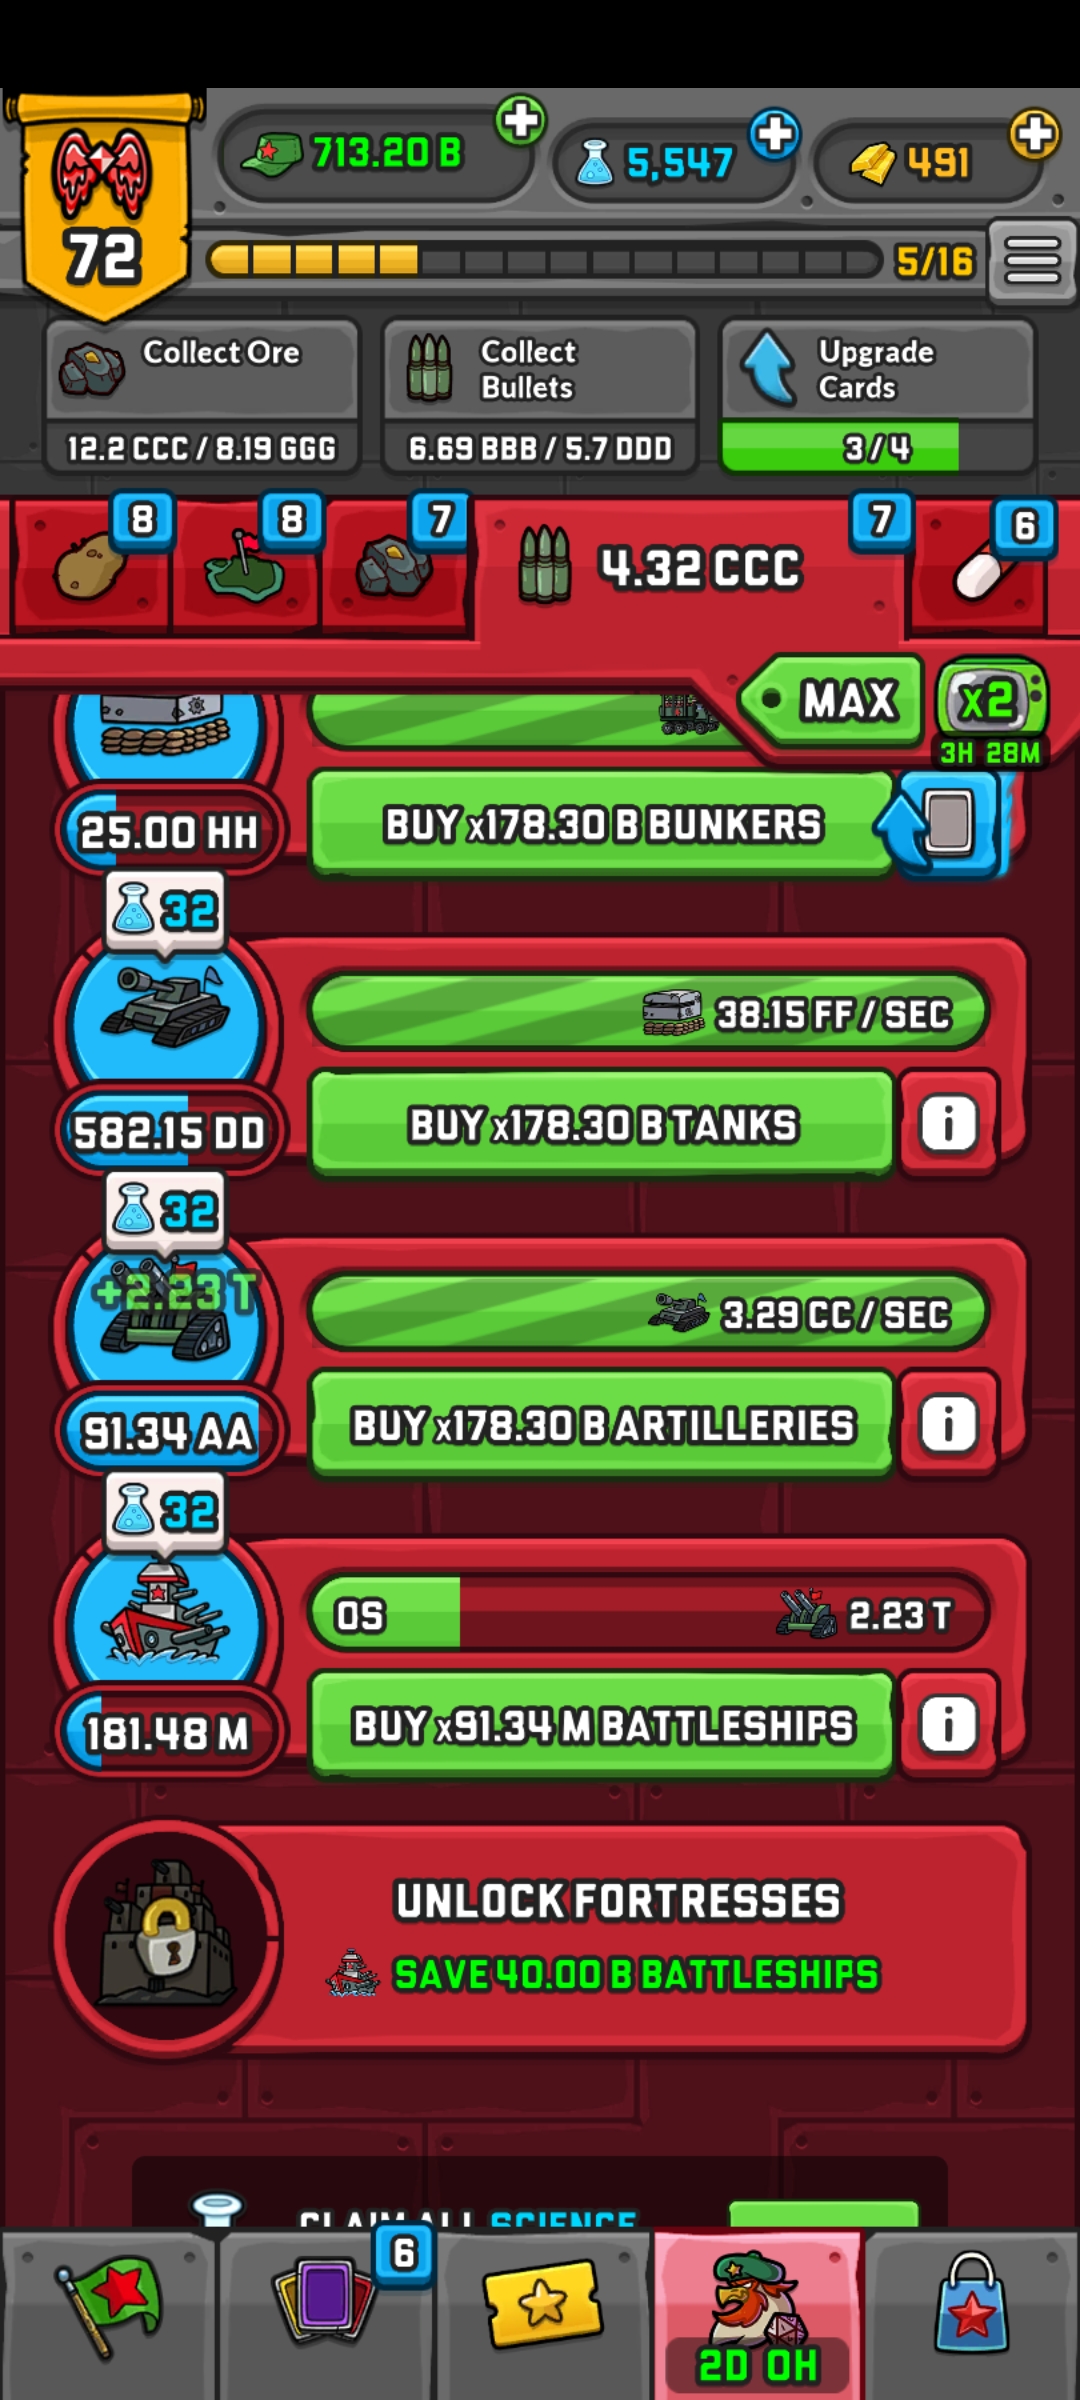 713.20 B
5,547
491
72
5/16
Collect Ore
12.2 CCC / 8.19 GGG
Collect
Bullets
6.69 BBB / 5.7 DDD
Upgrade
Cards
3/4
8
8
7
4.32 CCC
7
6
MAX
x2
3H 28M
25.00 HH
BUY x178.30 B BUNKERS
32
38.15 FF / SEC
582.15 DD
BUY x178.30 B TANKS
32
+2.23 T
3.29 CC / SEC
91.34 AA
BUY x178.30 B ARTILLERIES
32
0S
2.23 T
181.48 M
BUY x91.34 M BATTLESHIPS
UNLOCK FORTRESSES
SAVE 40.00 B BATTLESHIPS
CLAIM ALL SCIENCE
6
2D 0H